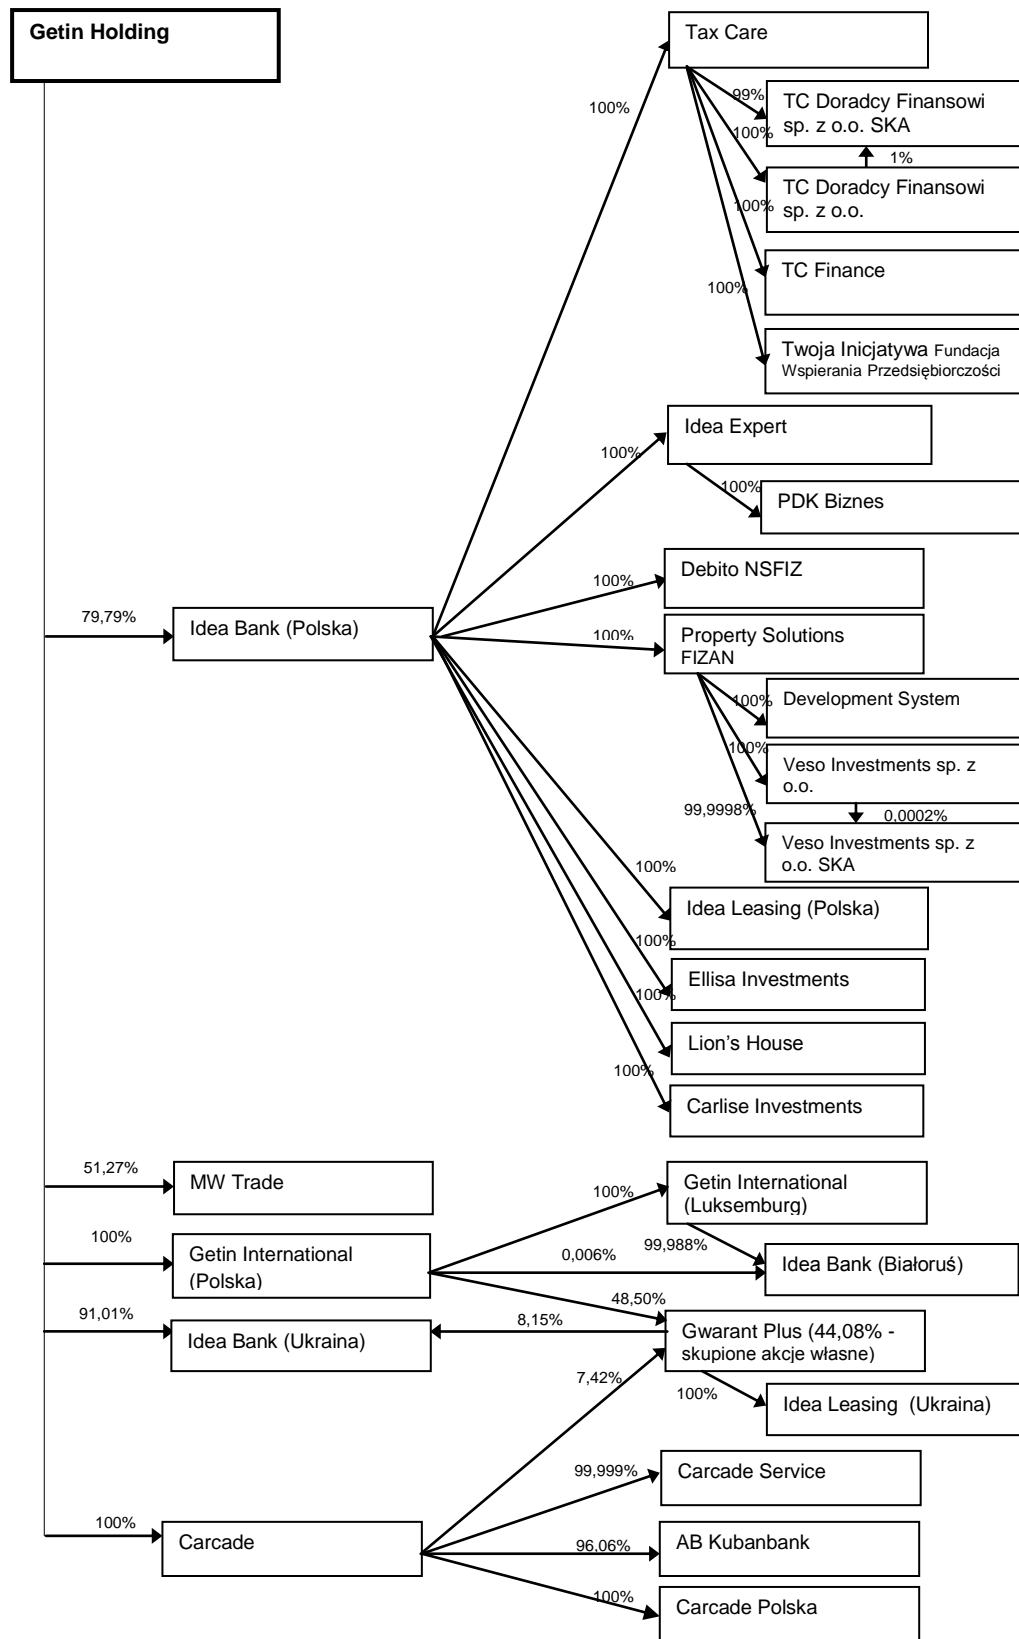 Getin Holding
Tax Care
100%
99%
TC Doradcy Finansowi
sp. z o.o. SKA
100%
1%
TC Doradcy Finansowi
sp. z o.o.
100%
TC Finance
100%
Twoja Inicjatywa Fundacja
Wspierania Przedsiębiorczości
Idea Expert
100%
100%
PDK Biznes
Debito NSFIZ
100%
79,79%
Idea Bank (Polska)
100%
Property Solutions
FIZAN
100%
Development System
100%
Veso Investments sp. z
o.o.
99,9998%
0,0002%
Veso Investments sp. z
o.o. SKA
100%
Idea Leasing (Polska)
100%
Ellisa Investments
100%
Lion's House
100%
Carlise Investments
51,27%
MW Trade
Getin International
(Luksemburg)
100%
100%
Getin International
(Polska)
0,006%
99,988%
Idea Bank (Białoruś)
48,50%
91,01%
Idea Bank (Ukraina)
8,15%
Gwarant Plus (44,08% -
skupione akcje własne)
7,42%
100%
Idea Leasing (Ukraina)
99,999%
Carcade Service
100%
Carcade
96,06%
AB Kubanbank
100%
Carcade Polska